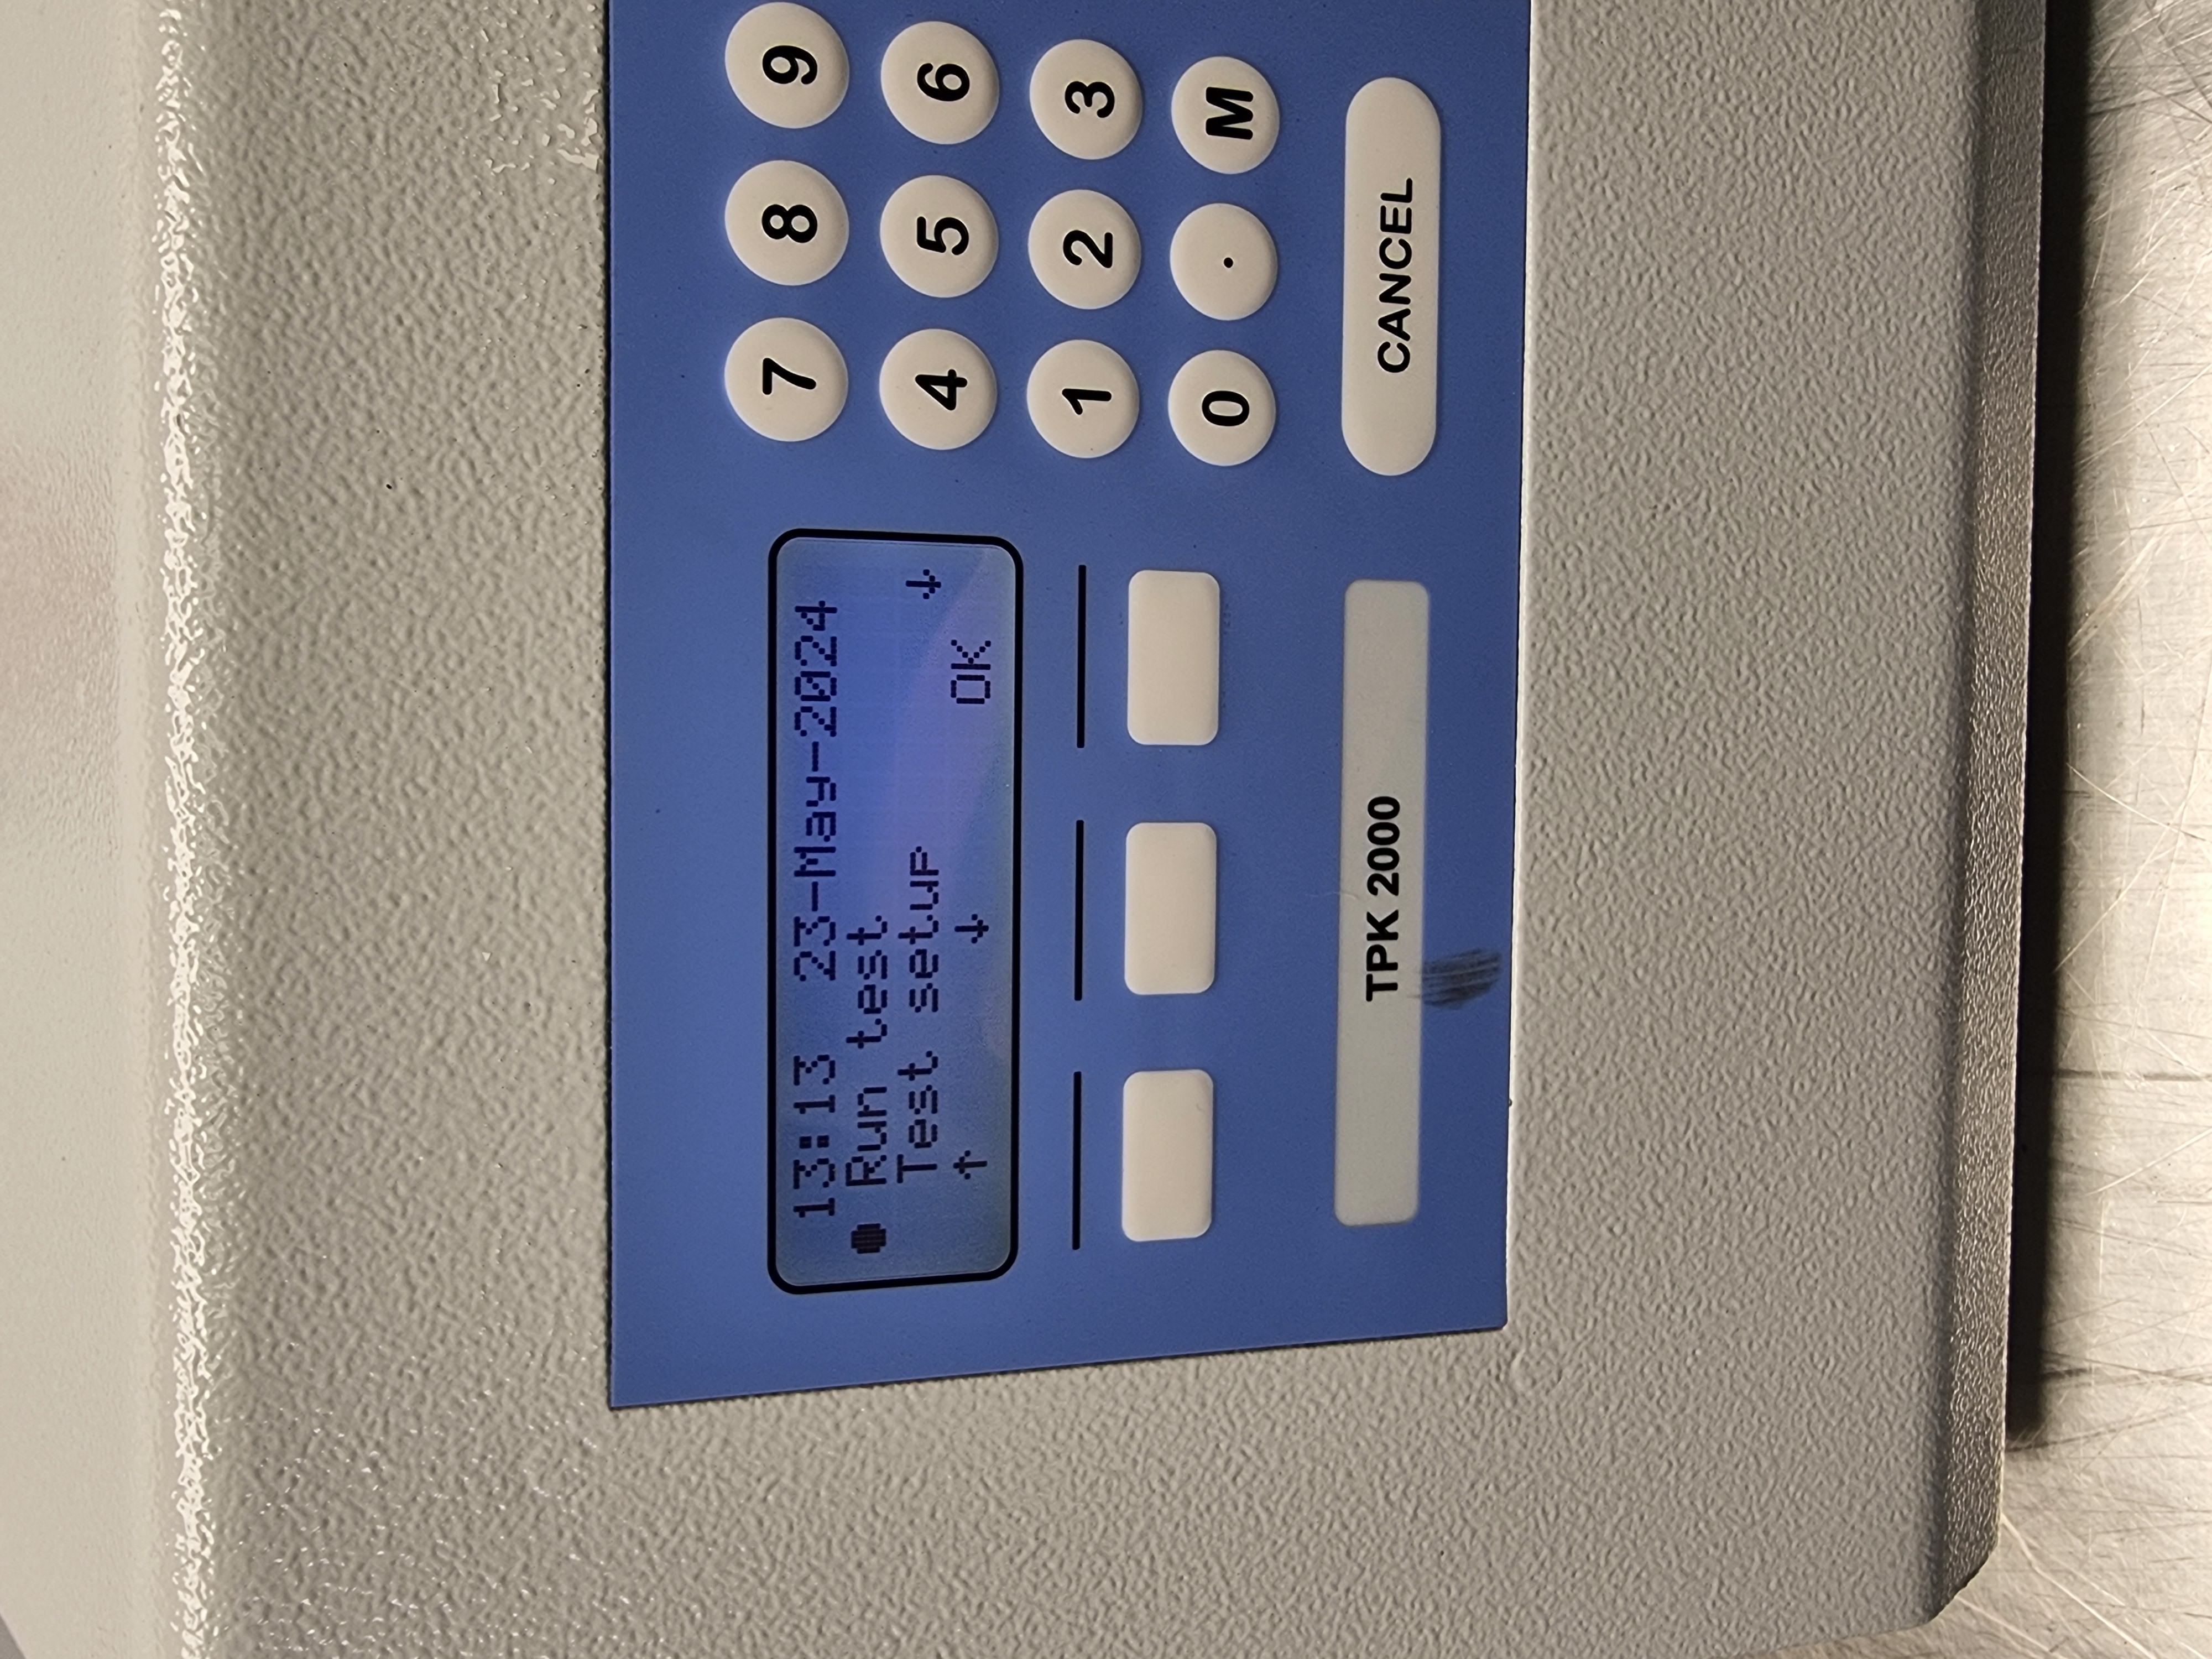 13:13 23-May-2024
● Run test
Test setup ↓
↑ ↓ OK
7 8 9
4 5 6
1 2 3
0 . M
CANCEL
TPK 2000